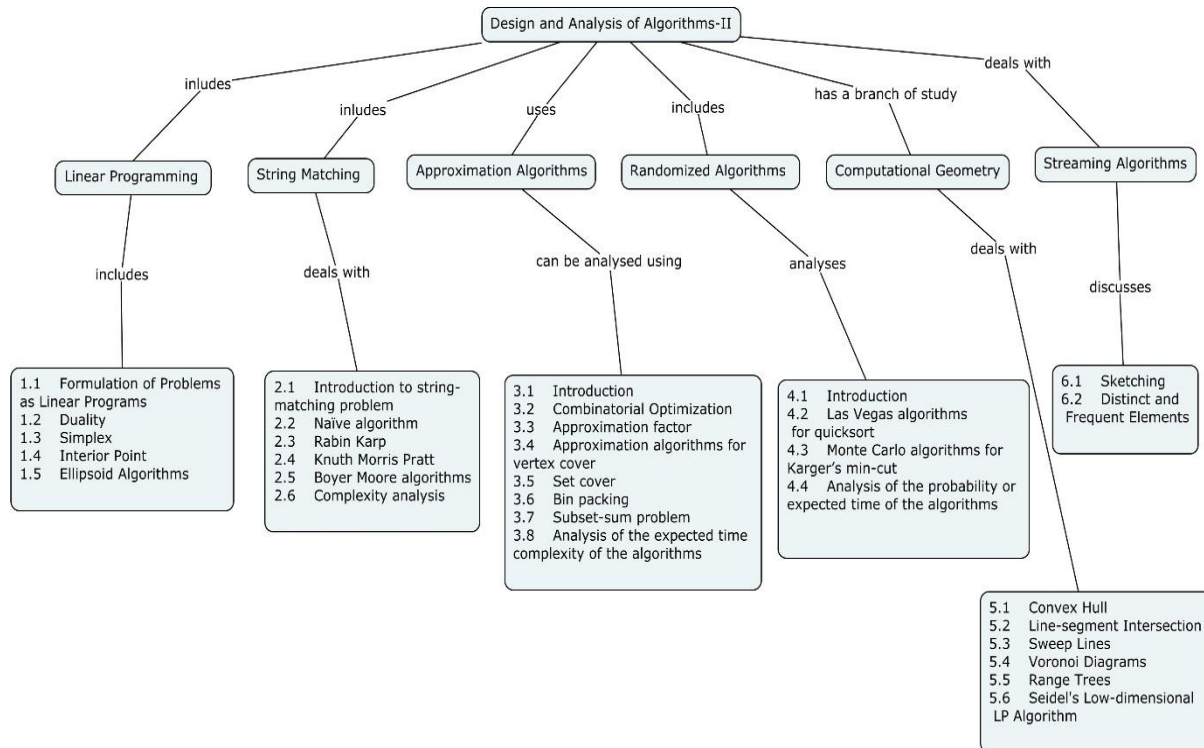 Design and Analysis of Algorithms-II
inludes
inludes
uses
includes
has a branch of study
deals with
Linear Programming
String Matching
Approximation Algorithms
Randomized Algorithms
Computational Geometry
Streaming Algorithms
includes
deals with
can be analysed using
analyses
deals with
discusses
1.1 Formulation of Problems
as Linear Programs
1.2 Duality
1.3 Simplex
1.4 Interior Point
1.5 Ellipsoid Algorithms
2.1 Introduction to string-
matching problem
2.2 Naïve algorithm
2.3 Rabin Karp
2.4 Knuth Morris Pratt
2.5 Boyer Moore algorithms
2.6 Complexity analysis
3.1 Introduction
3.2 Combinatorial Optimization
3.3 Approximation factor
3.4 Approximation algorithms for
vertex cover
3.5 Set cover
3.6 Bin packing
3.7 Subset-sum problem
3.8 Analysis of the expected time
complexity of the algorithms
4.1 Introduction
4.2 Las Vegas algorithms
for quicksort
4.3 Monte Carlo algorithms for
Karger's min-cut
4.4 Analysis of the probability or
expected time of the algorithms
5.1 Convex Hull
5.2 Line-segment Intersection
5.3 Sweep Lines
5.4 Voronoi Diagrams
5.5 Range Trees
5.6 Seidel's Low-dimensional
LP Algorithm
6.1 Sketching
6.2 Distinct and
Frequent Elements